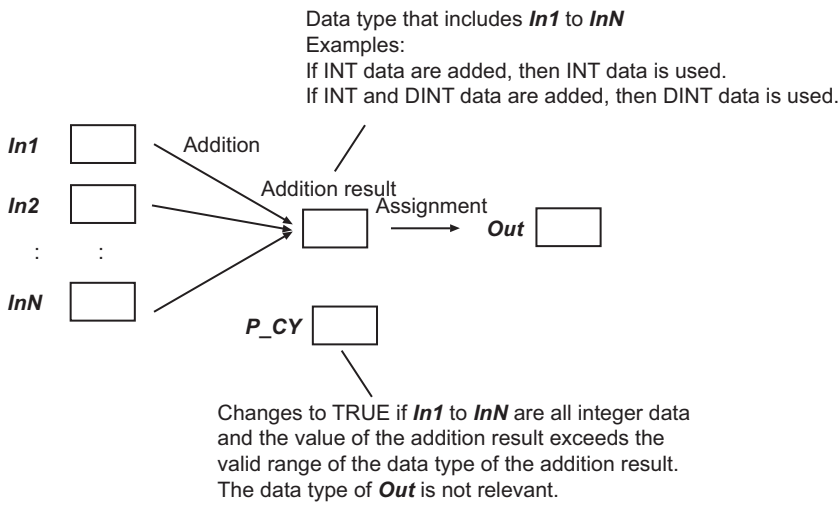 Data type that includes In1 to InN
Examples:
If INT data are added, then INT data is used.
If INT and DINT data are added, then DINT data is used.
In1
Addition
In2
Addition result
Assignment
Out
: :
InN
P_CY
Changes to TRUE if In1 to InN are all integer data
and the value of the addition result exceeds the
valid range of the data type of the addition result.
The data type of Out is not relevant.